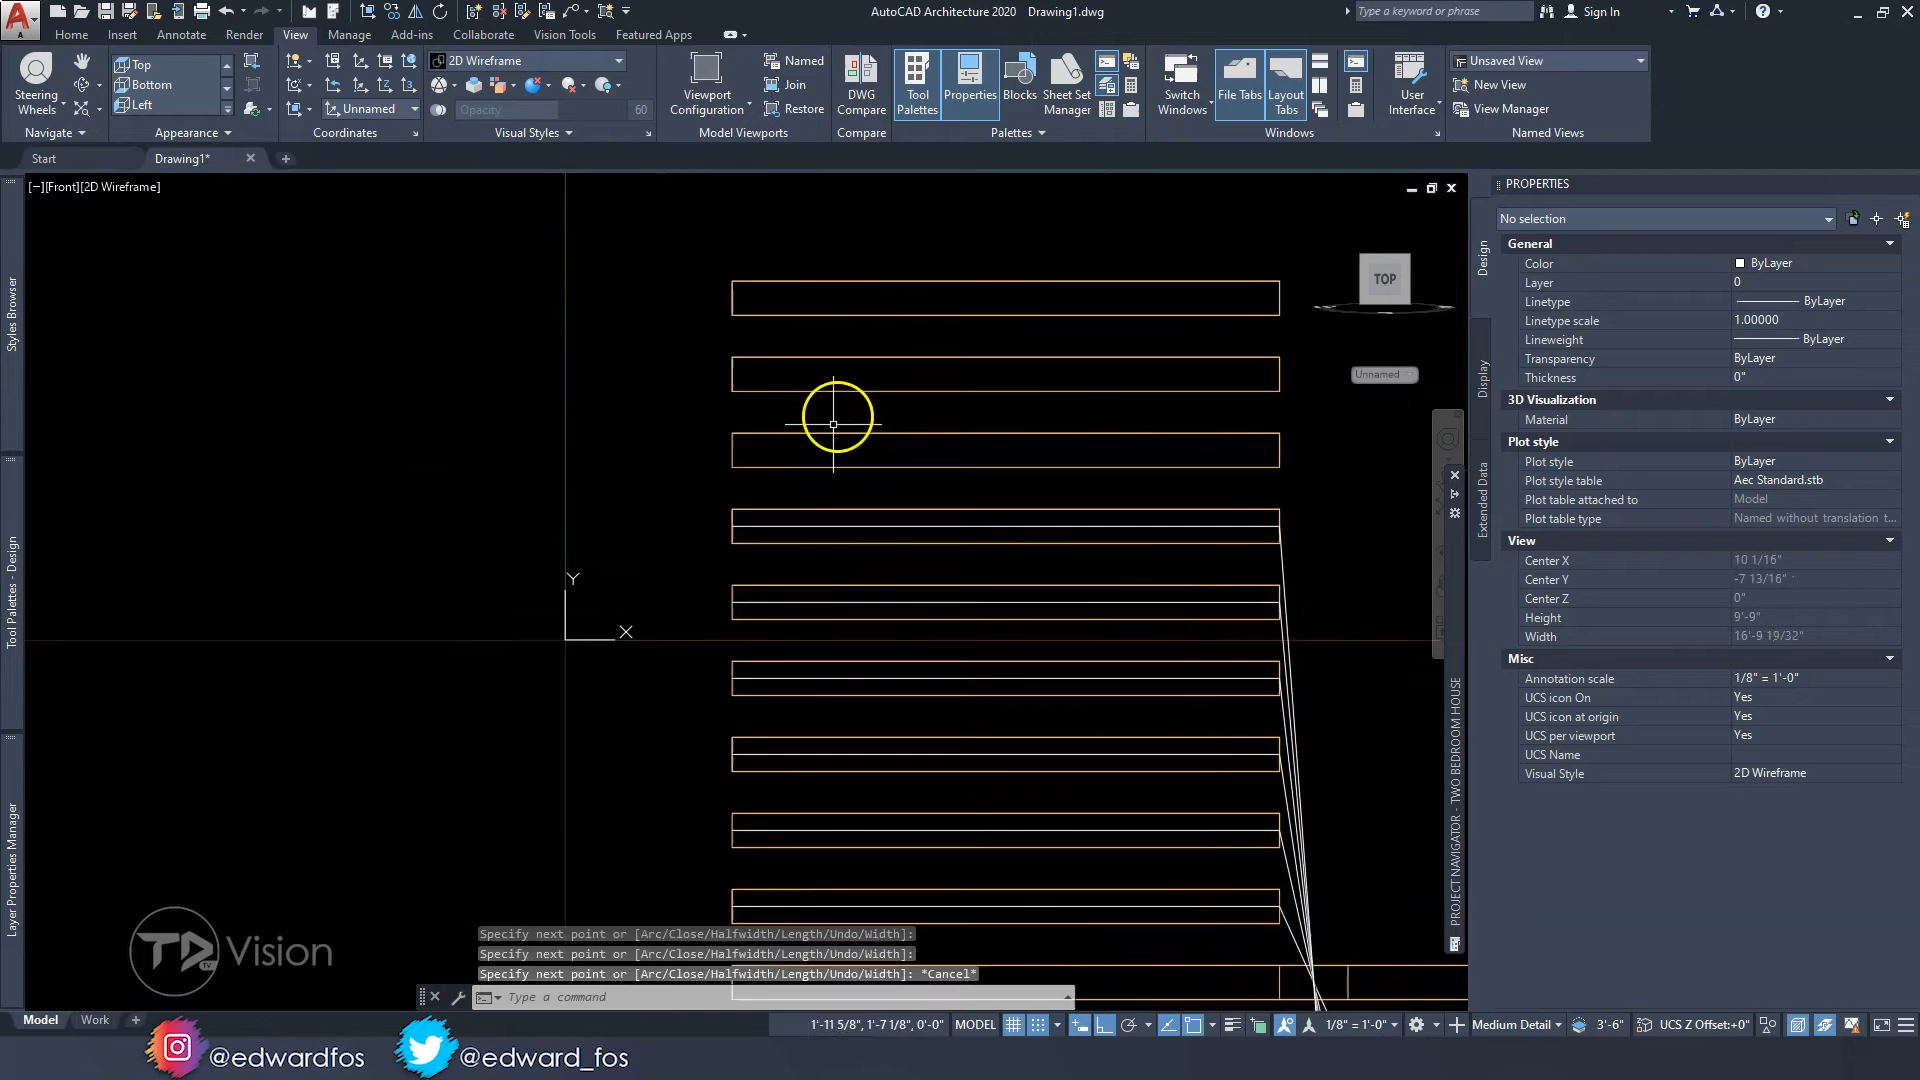 AutoCAD Architecture 2020 Drawing1.dwg
Type a keyword or phrase
Sign In
Home Insert Annotate Render View Manage Add-ins Collaborate Vision Tools Featured Apps
Steering Wheels
Top
Bottom
Left
Unnamed
2D Wireframe
Opacity 60
Viewport Configuration
Named
Join
Restore
DWG Compare
Tool Palettes
Properties
Blocks
Sheet Set Manager
Switch Windows
File Tabs
Layout Tabs
User Interface
Unsaved View
New View
View Manager
Navigate Appearance Coordinates Visual Styles Model Viewports Compare Palettes Windows Named Views
Start Drawing1*
[−][Front][2D Wireframe]
Styles Browser
Tool Palettes - Design
Layer Properties Manager
TOP
Unnamed
Y
X
PROJECT NAVIGATOR - TWO BEDROOM HOUSE
Design
Display
Extended Data
PROPERTIES
No selection
General
Color ByLayer
Layer 0
Linetype ByLayer
Linetype scale 1.00000
Lineweight ByLayer
Transparency ByLayer
Thickness 0"
3D Visualization
Material ByLayer
Plot style
Plot style ByLayer
Plot style table Aec Standard.stb
Plot table attached to Model
Plot table type Named without translation t...
View
Center X 10 1/16"
Center Y -7 13/16"
Center Z 0"
Height 9'-9"
Width 16'-9 19/32"
Misc
Annotation scale 1/8" = 1'-0"
UCS icon On Yes
UCS icon at origin Yes
UCS per viewport Yes
UCS Name
Visual Style 2D Wireframe
TD Vision
TV
Specify next point or [Arc/Close/Halfwidth/Length/Undo/Width]:
Specify next point or [Arc/Close/Halfwidth/Length/Undo/Width]:
Specify next point or [Arc/Close/Halfwidth/Length/Undo/Width]: *Cancel*
Type a command
Model Work
1'-11 5/8", 1'-7 1/8", 0'-0" MODEL 1/8" = 1'-0" Medium Detail 3'-6" UCS Z Offset:+0"
@edwardfos @edward_fos